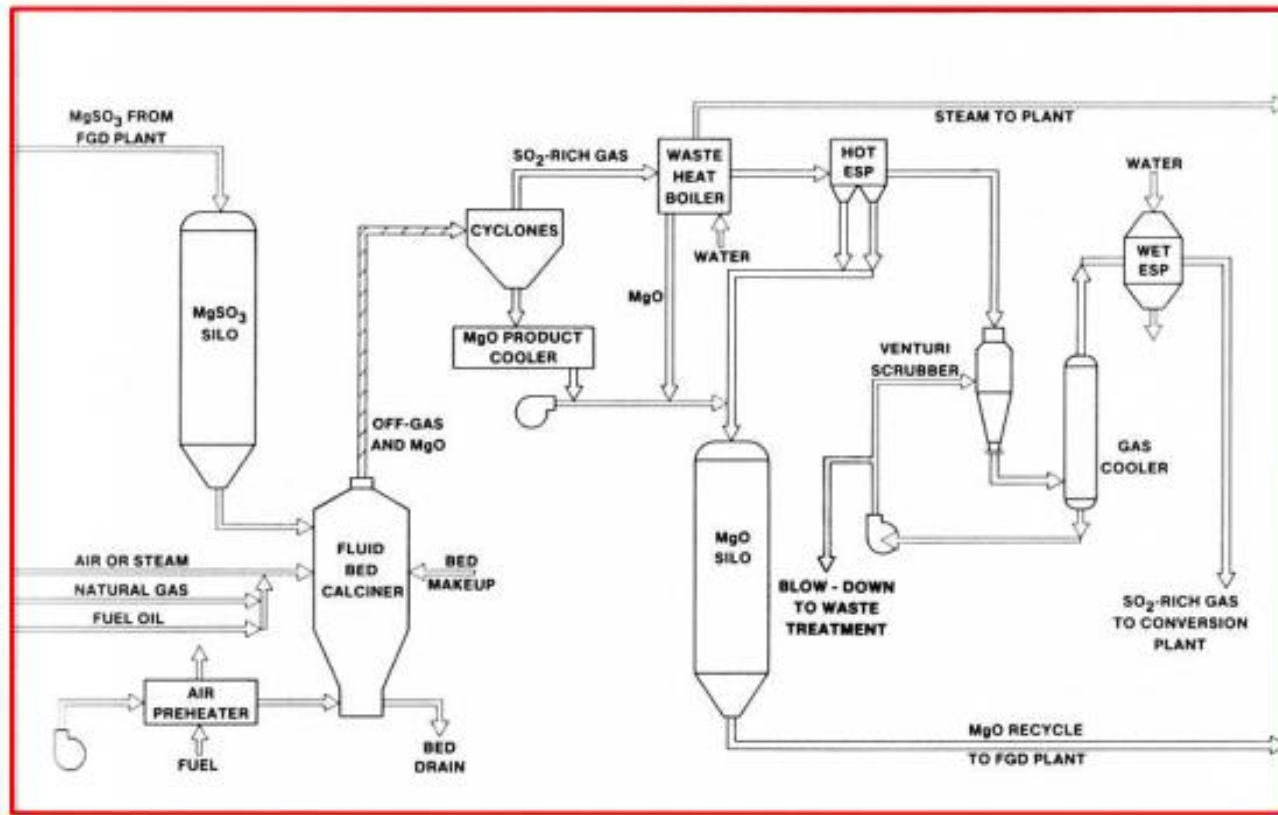 MgSO₃ FROM
FGD PLANT
MgSO₃
SILO
AIR OR STEAM
NATURAL GAS
FUEL OIL
AIR
PREHEATER
FUEL
FLUID
BED
CALCINER
BED
MAKEUP
BED
DRAIN
OFF-GAS
AND MgO
CYCLONES
MgO PRODUCT
COOLER
SO₂-RICH GAS
WASTE
HEAT
BOILER
WATER
MgO
STEAM TO PLANT
HOT
ESP
MgO
SILO
VENTURI
SCRUBBER
BLOW - DOWN
TO WASTE
TREATMENT
GAS
COOLER
WATER
WET
ESP
SO₂-RICH GAS
TO CONVERSION
PLANT
MgO RECYCLE
TO FGD PLANT